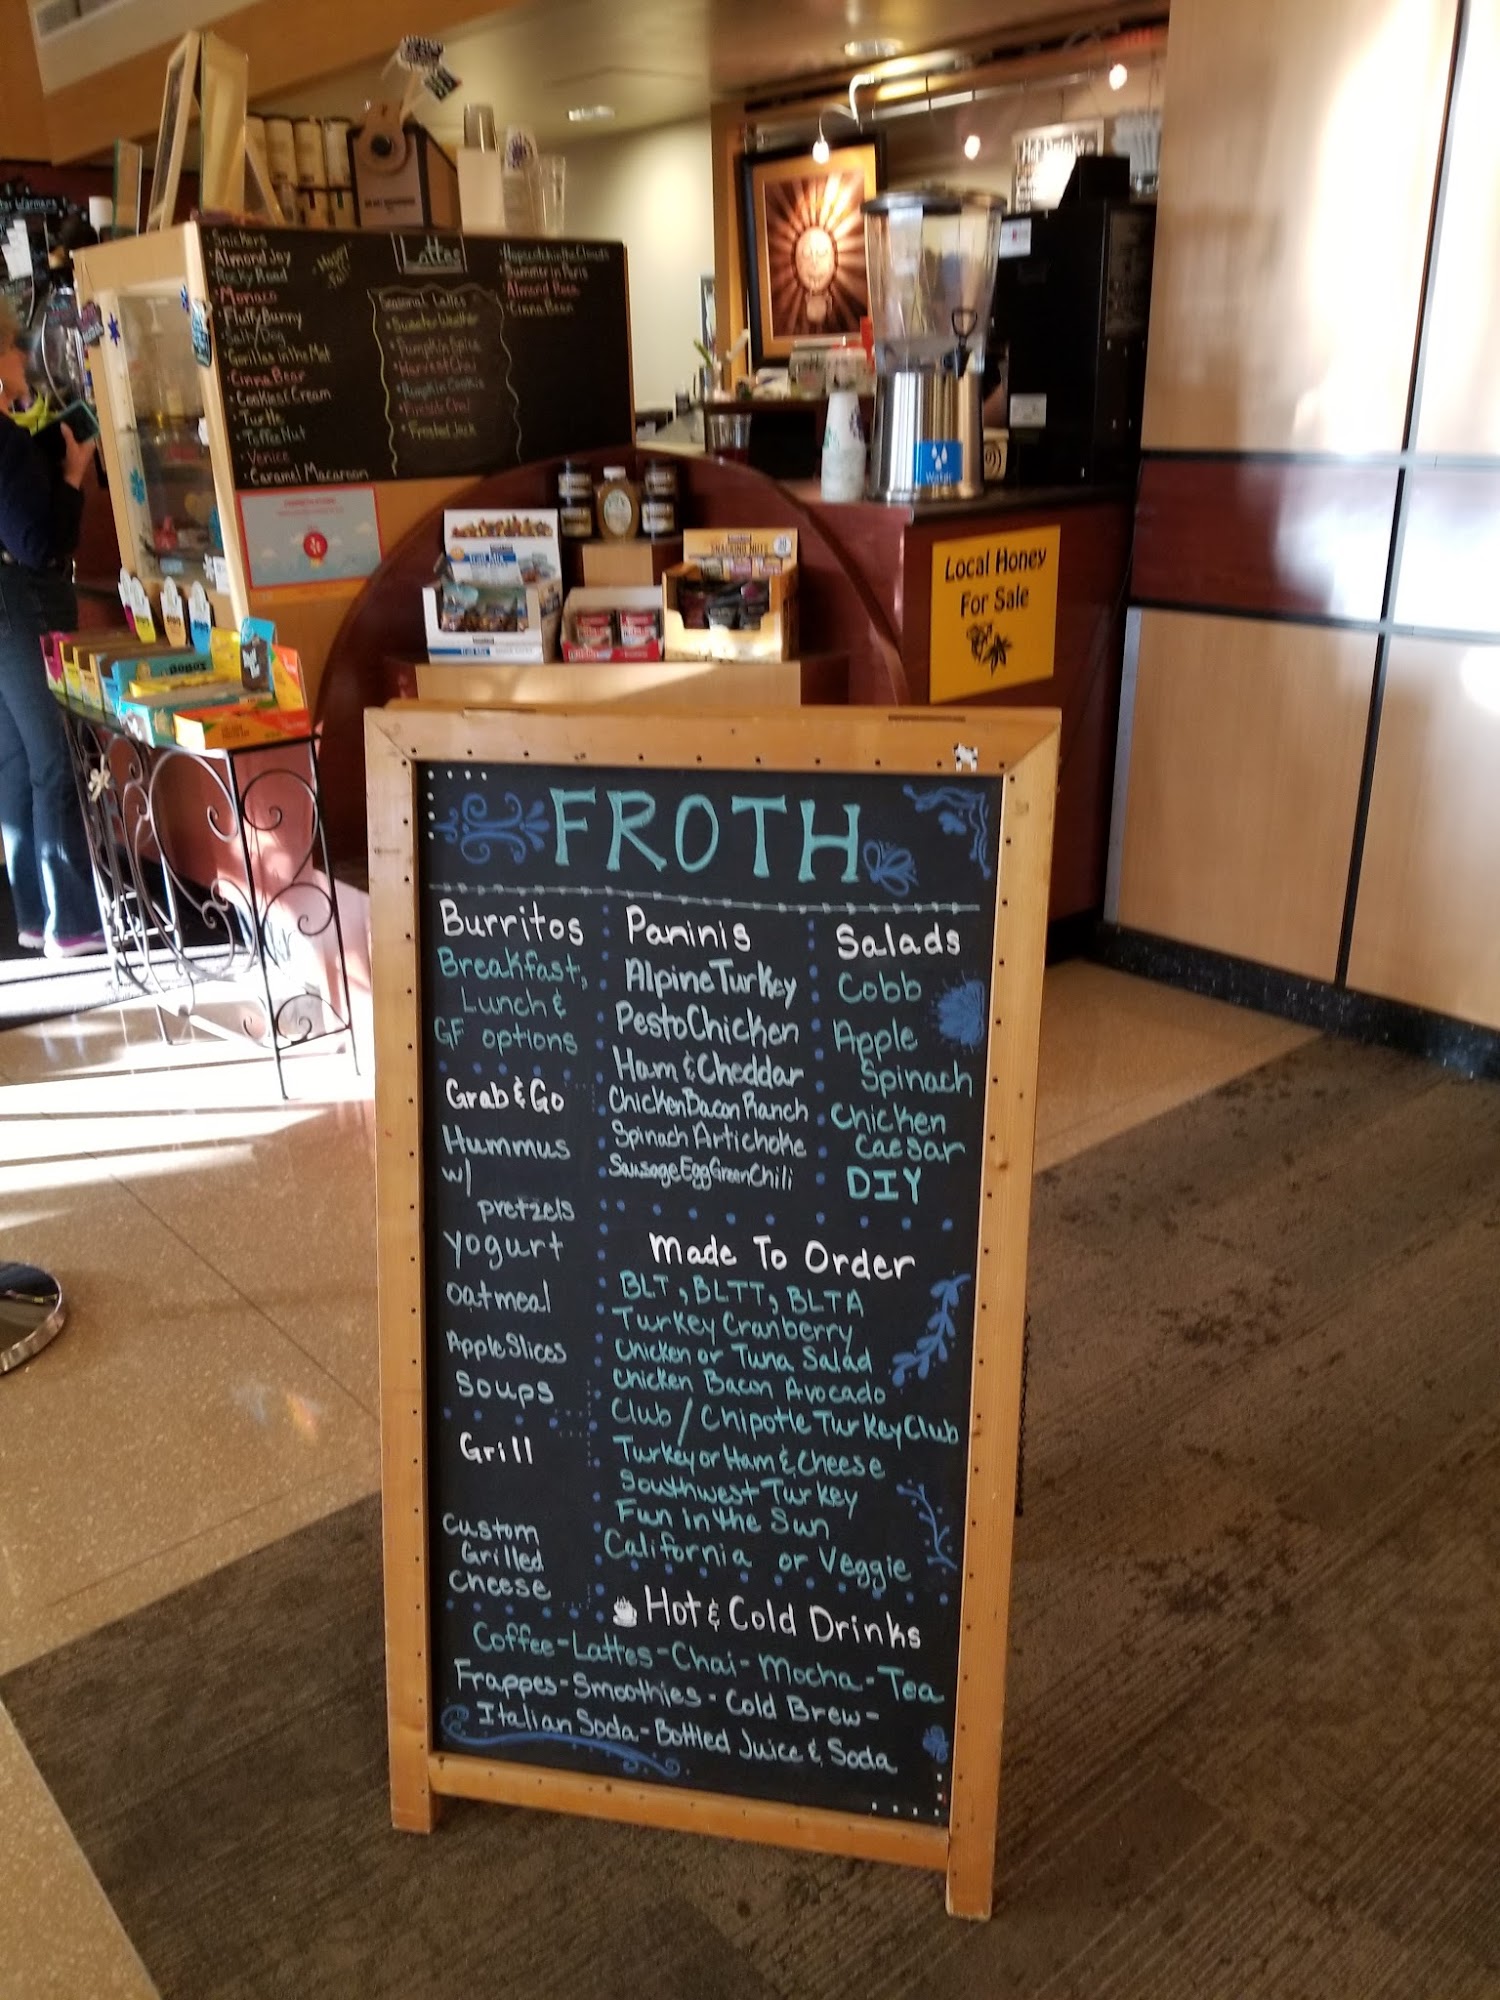 Snickers
Almond Joy
Rocky Road
Monaco
Fluffy Bunny
Salty Dog
Gorillas in the Mist
Cinna Bear
Cookies & Cream
Turtle
Toffee Nut
Venice
Caramel Macaroon
Lattes
Seasonal Lattes
Sweater Weather
Pumpkin Spice
Harvest Chai
Pumpkin Cookie
Fireside Chai
Frosted Jack
Hopscotch in the Clouds
Summer in Paris
Almond Rose
Cinna Bean
Water
Local Honey
For Sale
FROTH
Burritos
Breakfast,
Lunch &
GF options
Grab & Go
Hummus
w/
pretzels
yogurt
oatmeal
Apple Slices
Soups
Grill
Custom
Grilled
Cheese
Paninis
Alpine Turkey
Pesto Chicken
Ham & Cheddar
Chicken Bacon Ranch
Spinach Artichoke
Sausage Egg Green Chili
Salads
Cobb
Apple
Spinach
Chicken
Caesar
DIY
Made To Order
BLT, BLTT, BLTA
Turkey Cranberry
Chicken or Tuna Salad
Chicken Bacon Avocado
Club / Chipotle Turkey Club
Turkey or Ham & Cheese
Southwest Turkey
Fun in the Sun
California or Veggie
Hot & Cold Drinks
Coffee - Lattes - Chai - Mocha - Tea
Frappes - Smoothies - Cold Brew -
Italian Soda - Bottled Juice & Soda